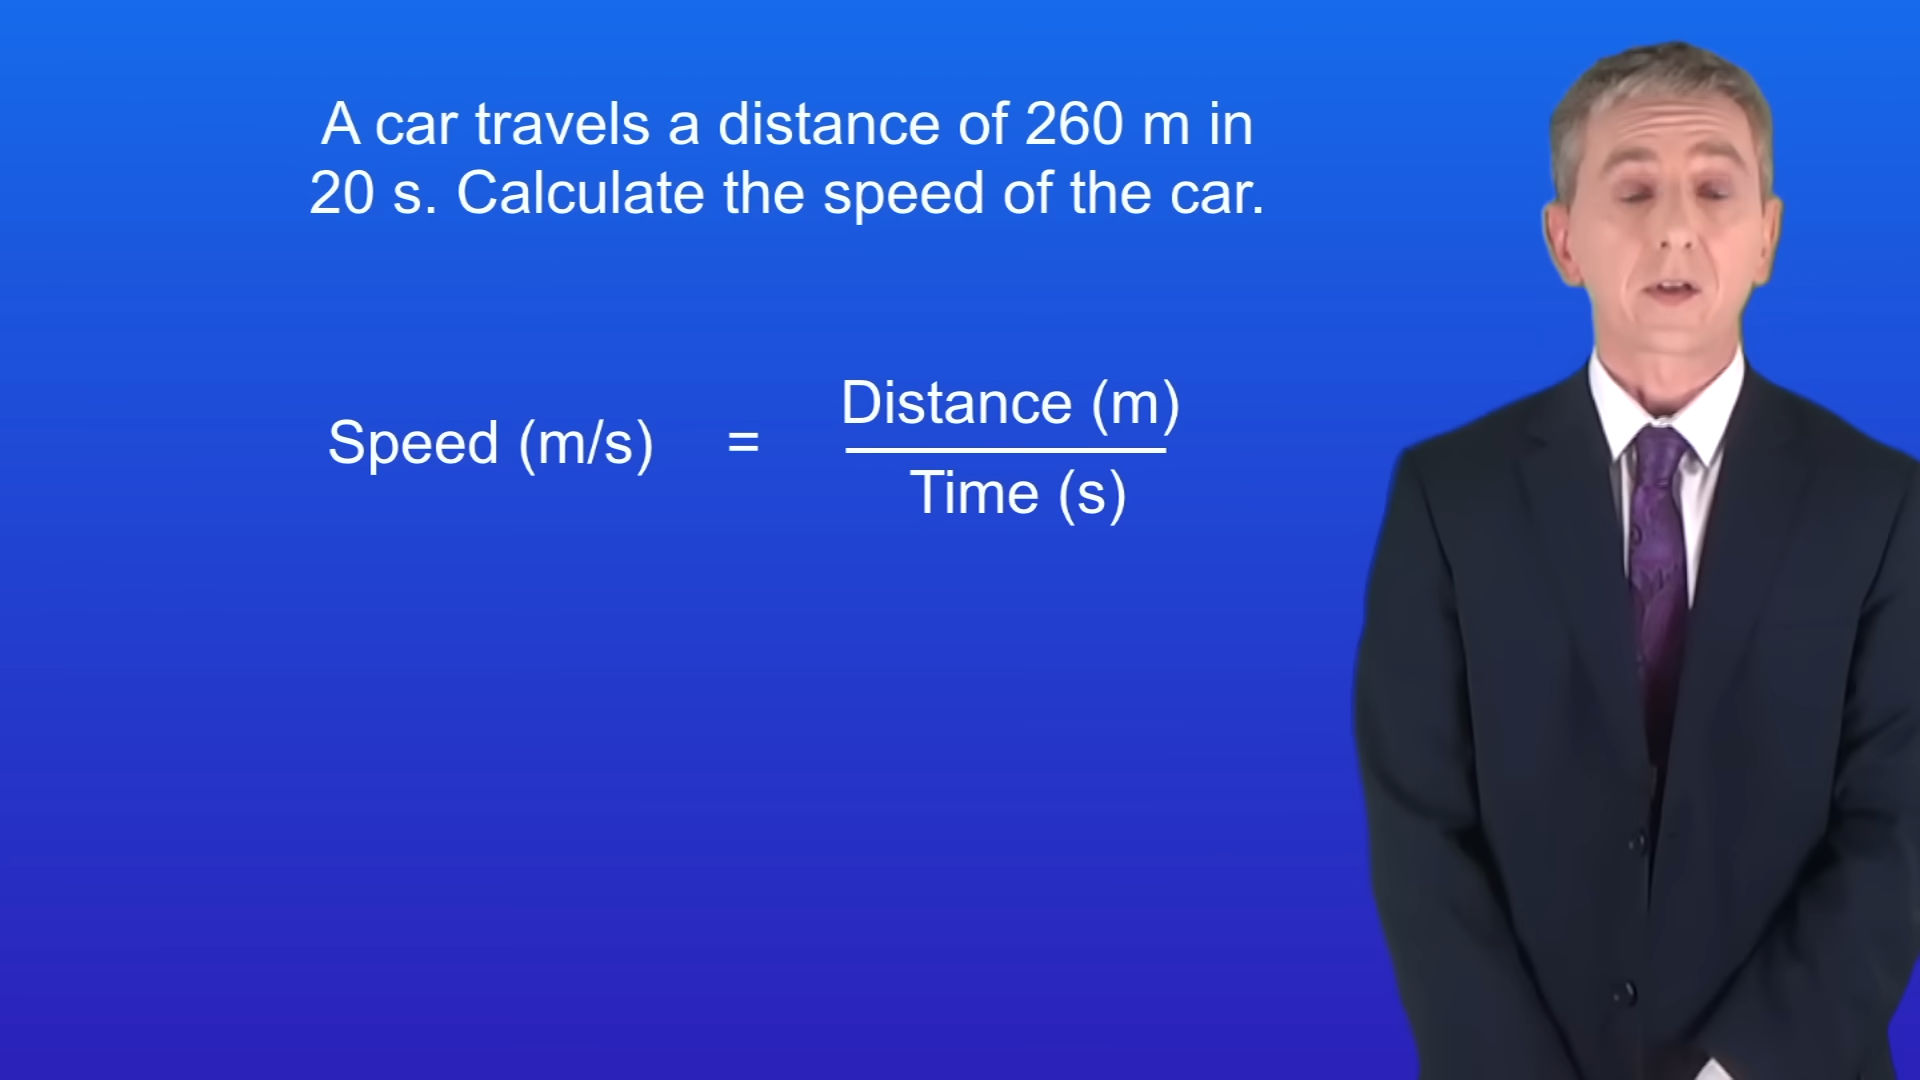 A car travels a distance of 260 m in
20 s. Calculate the speed of the car.
Speed (m/s) = Distance (m)
Time (s)